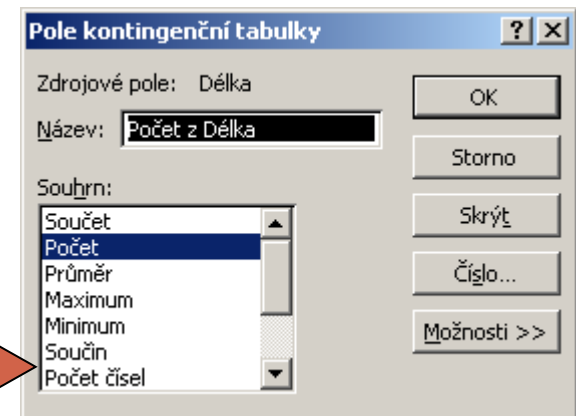 Pole kontingenční tabulky
Zdrojové pole: Délka
Název: Počet z Délka
Souhrn:
Součet
Počet
Průměr
Maximum
Minimum
Součin
Počet čísel
OK
Storno
Skrýt
Číslo...
Možnosti >>